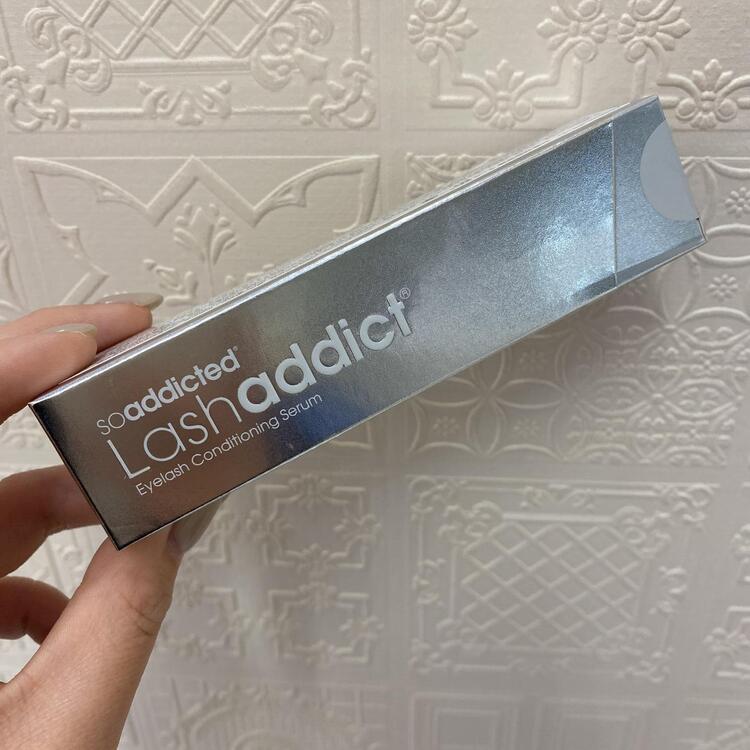 SOaddicted®
Lashaddict®
Eyelash Conditioning Serum